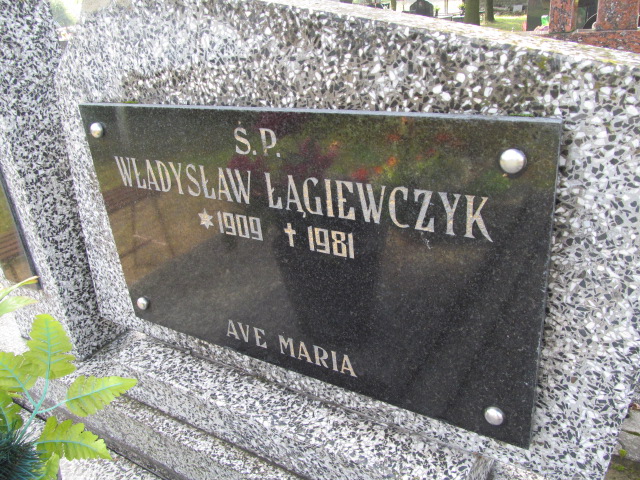 Ś.P.
WŁADYSŁAW ŁĄGIEWCZYK
* 1909 † 1981
AVE MARIA